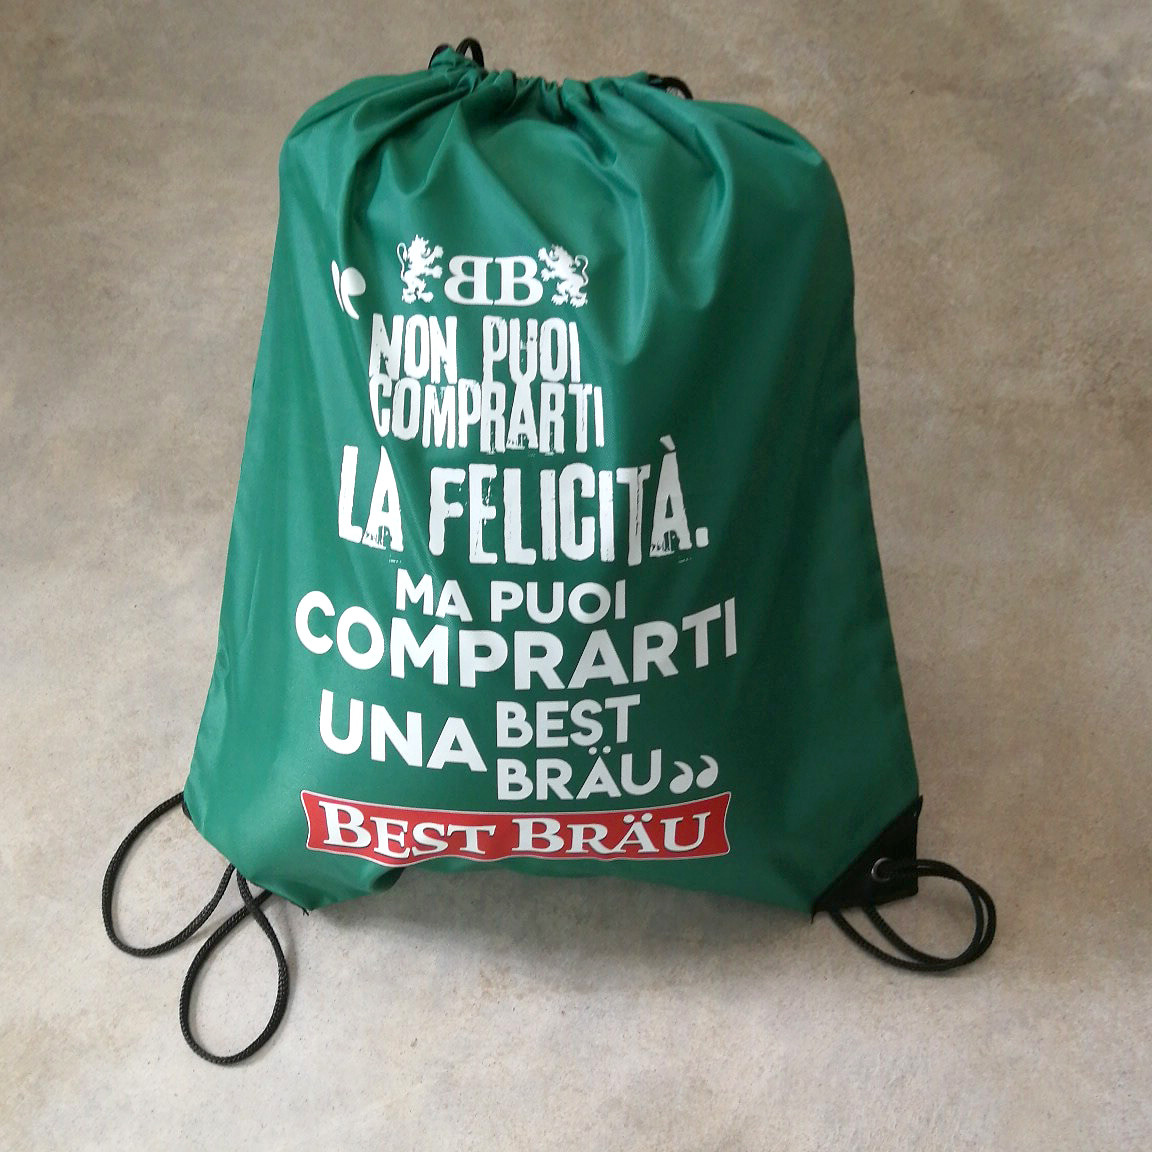 BB
“NON PUOI
COMPRARTI
LA FELICITÀ.
MA PUOI
COMPRARTI
UNA BEST
BRÄU”
BEST BRÄU